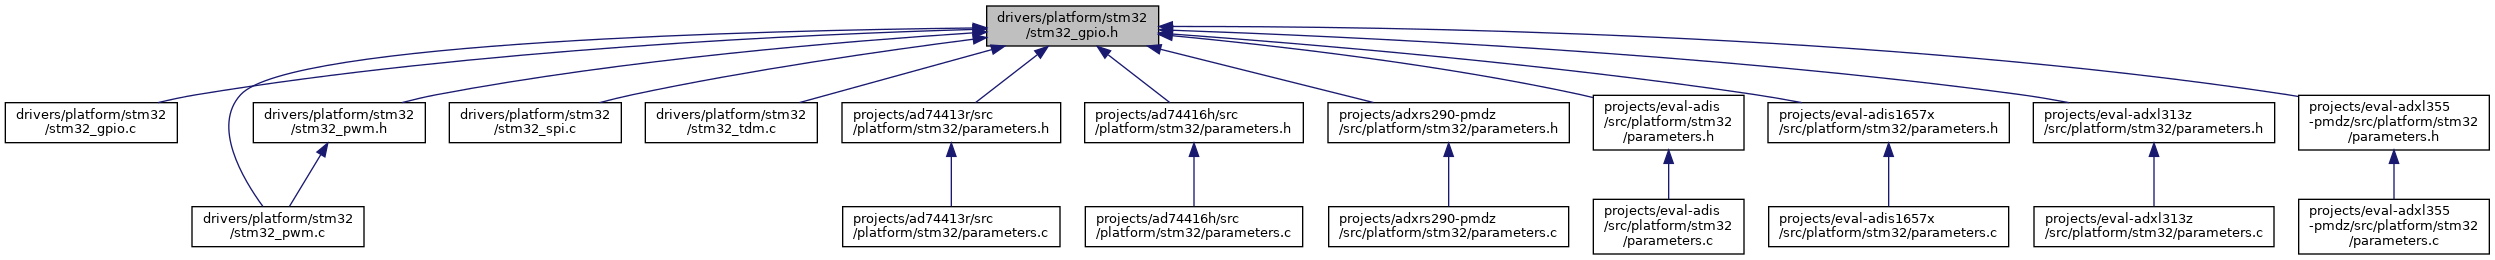 drivers/platform/stm32
/stm32_gpio.h
drivers/platform/stm32
/stm32_gpio.c
drivers/platform/stm32
/stm32_pwm.h
drivers/platform/stm32
/stm32_spi.c
drivers/platform/stm32
/stm32_tdm.c
projects/ad74413r/src
/platform/stm32/parameters.h
projects/ad74416h/src
/platform/stm32/parameters.h
projects/adxrs290-pmdz
/src/platform/stm32/parameters.h
projects/eval-adis
/src/platform/stm32
/parameters.h
projects/eval-adis1657x
/src/platform/stm32/parameters.h
projects/eval-adxl313z
/src/platform/stm32/parameters.h
projects/eval-adxl355
-pmdz/src/platform/stm32
/parameters.h
drivers/platform/stm32
/stm32_pwm.c
projects/ad74413r/src
/platform/stm32/parameters.c
projects/ad74416h/src
/platform/stm32/parameters.c
projects/adxrs290-pmdz
/src/platform/stm32/parameters.c
projects/eval-adis
/src/platform/stm32
/parameters.c
projects/eval-adis1657x
/src/platform/stm32/parameters.c
projects/eval-adxl313z
/src/platform/stm32/parameters.c
projects/eval-adxl355
-pmdz/src/platform/stm32
/parameters.c